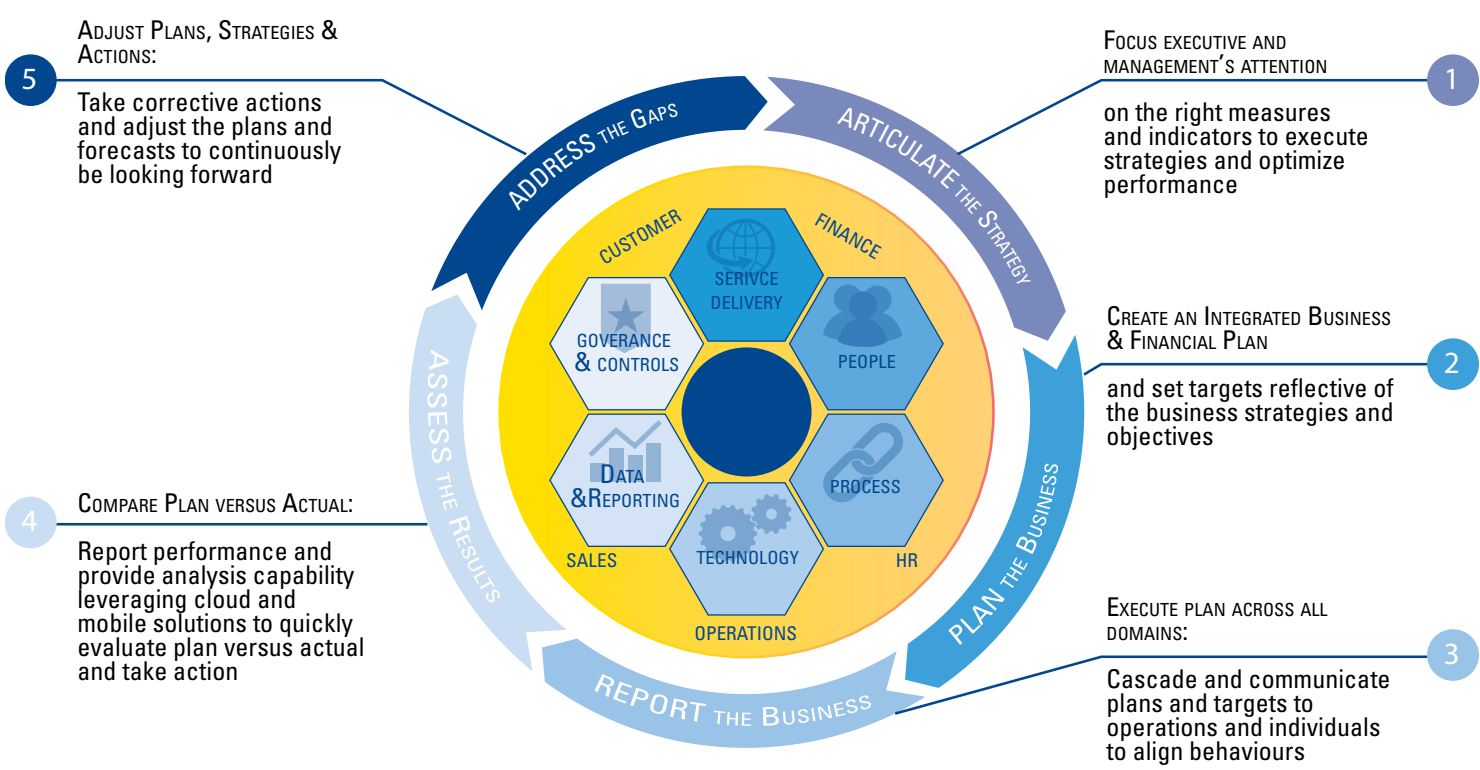 ADJUST PLANS, STRATEGIES &
ACTIONS:
5
Take corrective actions
and adjust the plans and
forecasts to continuously
be looking forward
FOCUS EXECUTIVE AND
MANAGEMENT'S ATTENTION
1
on the right measures
and indicators to execute
strategies and optimize
performance
CREATE AN INTEGRATED BUSINESS
& FINANCIAL PLAN
2
and set targets reflective of
the business strategies and
objectives
EXECUTE PLAN ACROSS ALL
DOMAINS:
3
Cascade and communicate
plans and targets to
operations and individuals
to align behaviours
COMPARE PLAN VERSUS ACTUAL:
4
Report performance and
provide analysis capability
leveraging cloud and
mobile solutions to quickly
evaluate plan versus actual
and take action
ADDRESS THE GAPS
ARTICULATE THE STRATEGY
PLAN THE BUSINESS
REPORT THE BUSINESS
ASSESS THE RESULTS
CUSTOMER
FINANCE
HR
OPERATIONS
SALES
SERIVCE
DELIVERY
PEOPLE
PROCESS
TECHNOLOGY
DATA
&REPORTING
GOVERANCE
& CONTROLS